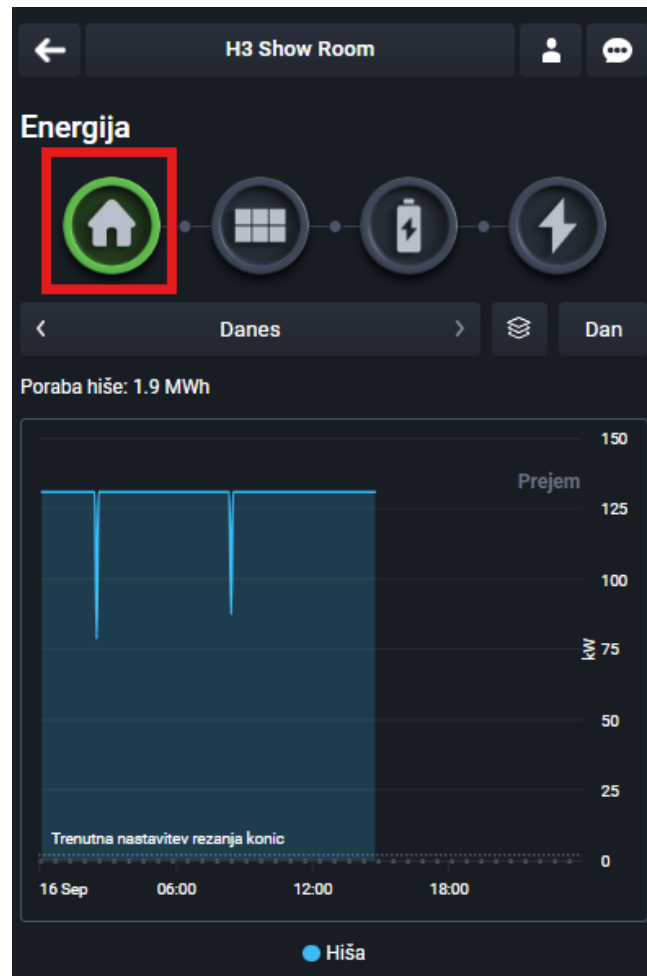 H3 Show Room
Energija
Danes
Dan
Poraba hiše: 1.9 MWh
150
Prejem
125
100
kW
75
50
25
Trenutna nastavitev rezanja konic
0
16 Sep 06:00 12:00 18:00
Hiša